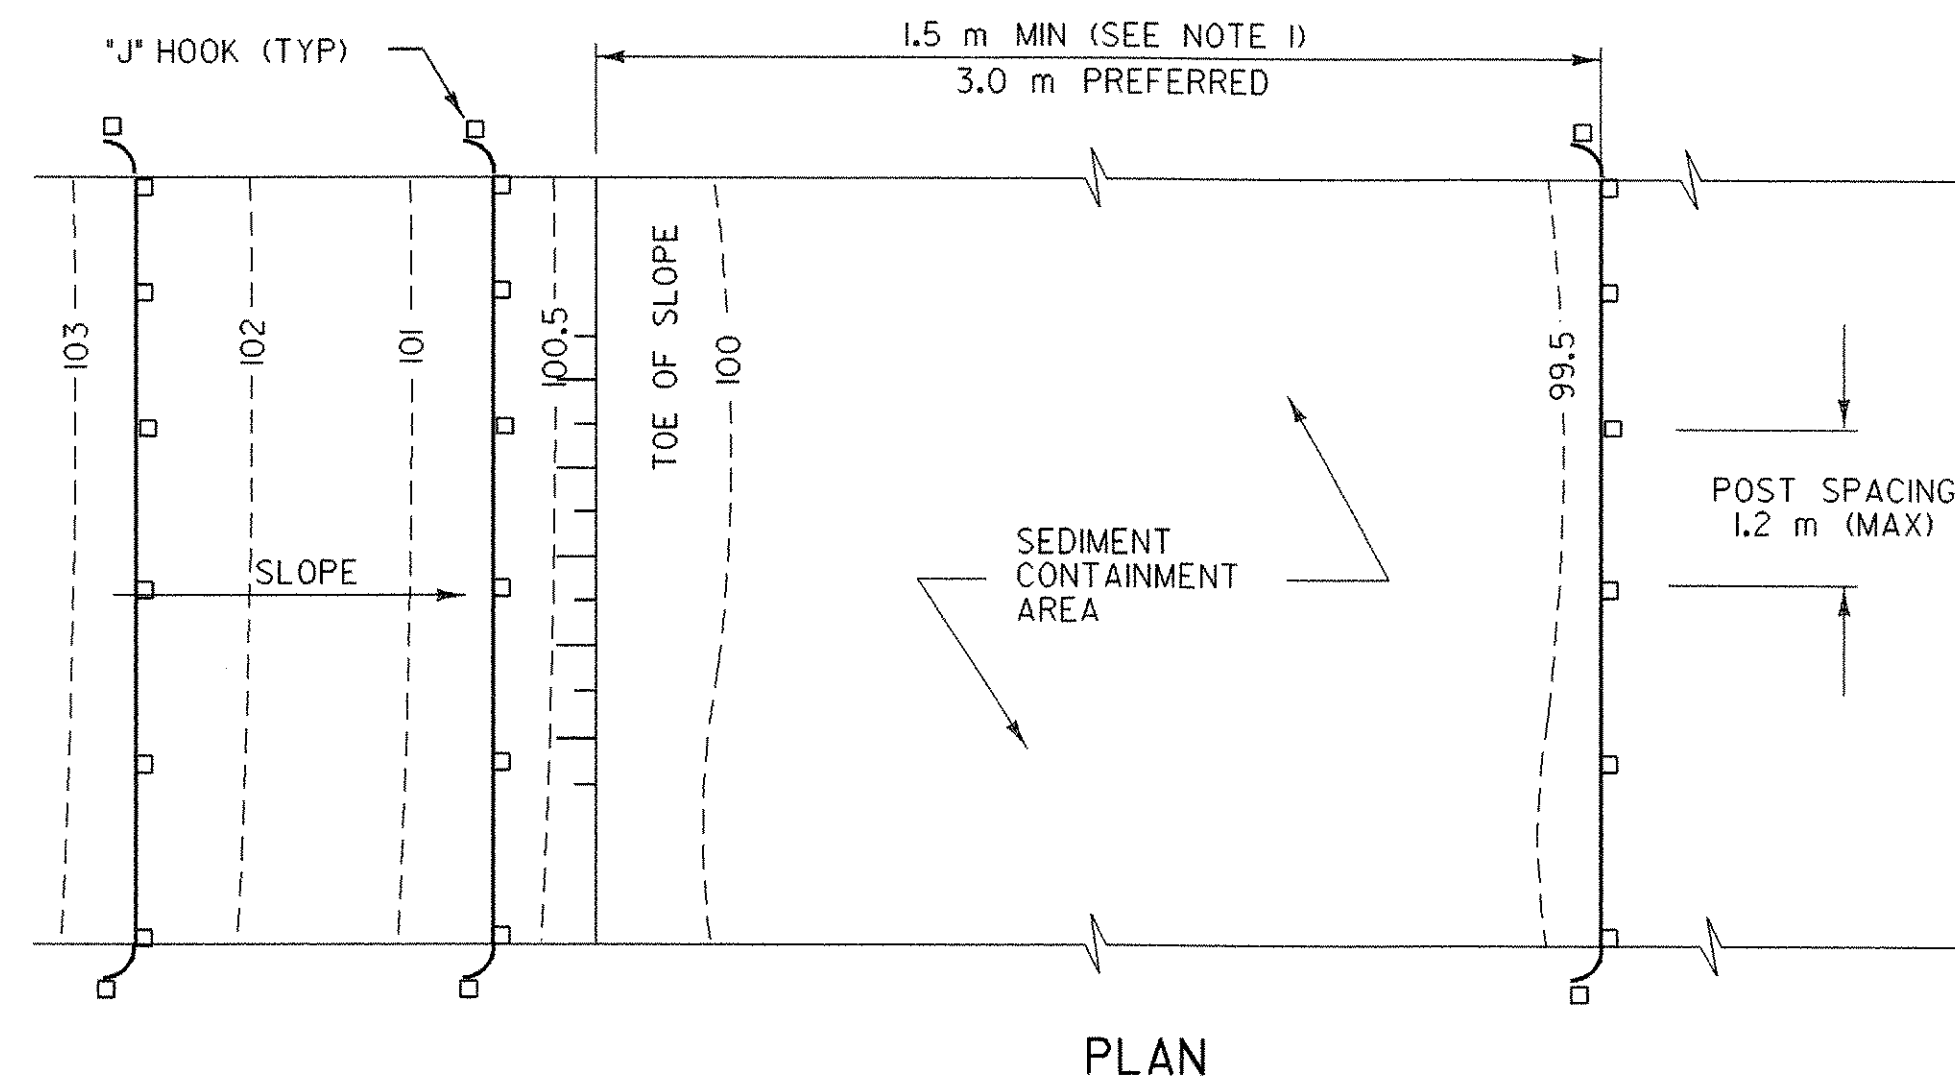 1.5 m MIN (SEE NOTE 1)
"J" HOOK (TYP)
3.0 m PREFERRED
TOE OF SLOPE
103
102
101
100.5
100
99.5
POST SPACING
1.2 m (MAX)
SLOPE
SEDIMENT
CONTAINMENT
AREA
PLAN